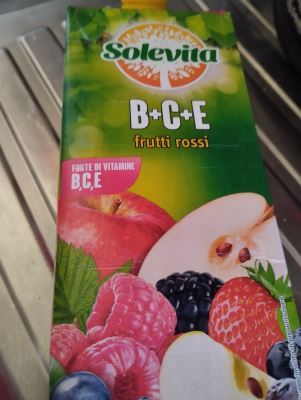 Solevita
B+C+E
frutti rossi
FONTE DI VITAMINE
B,C,E